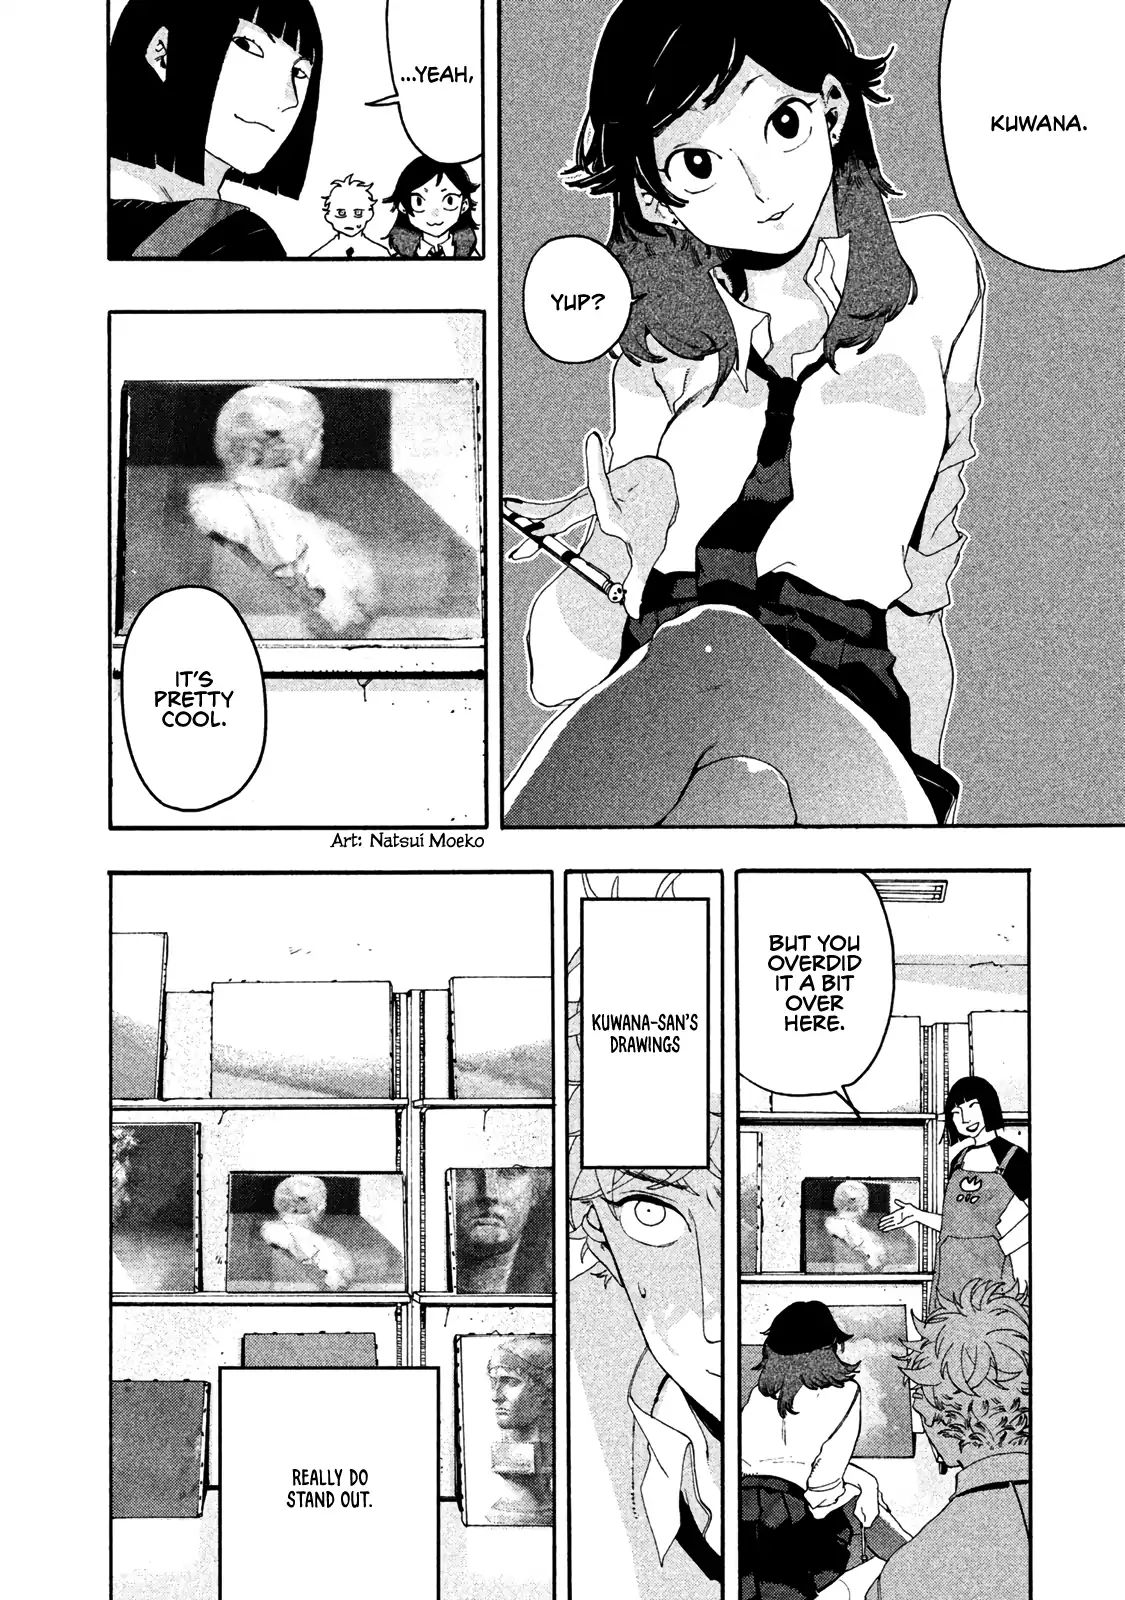 KUWANA.
YUP?
...YEAH,
IT'S
PRETTY
COOL.
Art: Natsui Moeko
BUT YOU
OVERDID
IT A BIT
OVER
HERE.
KUWANA-SAN'S
DRAWINGS
REALLY DO
STAND OUT.